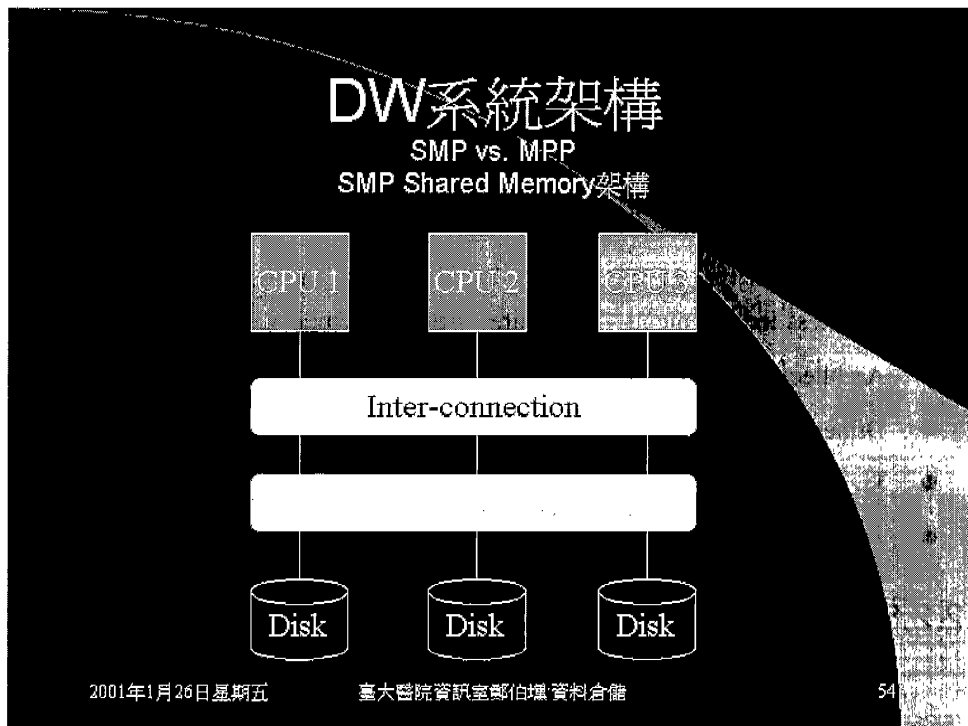 DW系統架構
SMP vs. MPP
SMP Shared Memory架構
CPU 1 CPU 2 CPU 3
Inter-connection
Disk Disk Disk
2001年1月26日星期五 臺大醫院資訊室鄭伯壎 資料倉儲 54